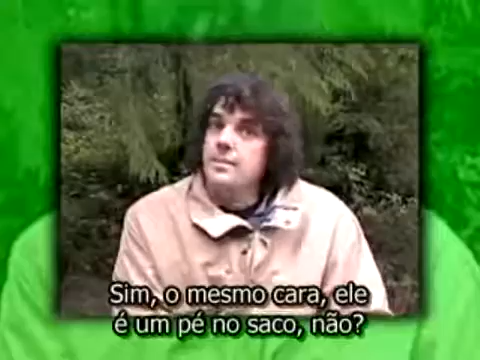 Sim, o mesmo cara, ele
é um pé no saco, não?